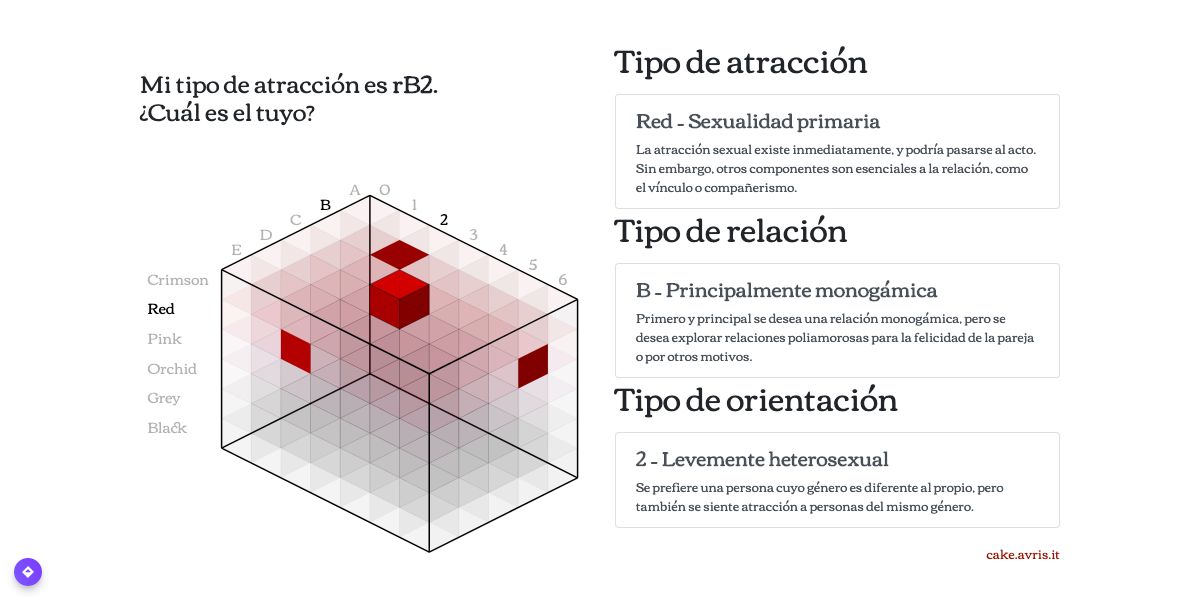 Mi tipo de atracción es rB2.
¿Cuál es el tuyo?
A
B
C
D
E
0
1
2
3
4
5
6
Crimson
Red
Pink
Orchid
Grey
Black
Tipo de atracción
Red - Sexualidad primaria
La atracción sexual existe inmediatamente, y podría pasarse al acto.
Sin embargo, otros componentes son esenciales a la relación, como
el vínculo o compañerismo.
Tipo de relación
B - Principalmente monogámica
Primero y principal se desea una relación monogámica, pero se
desea explorar relaciones poliamorosas para la felicidad de la pareja
o por otros motivos.
Tipo de orientación
2 - Levemente heterosexual
Se prefiere una persona cuyo género es diferente al propio, pero
también se siente atracción a personas del mismo género.
cake.avris.it